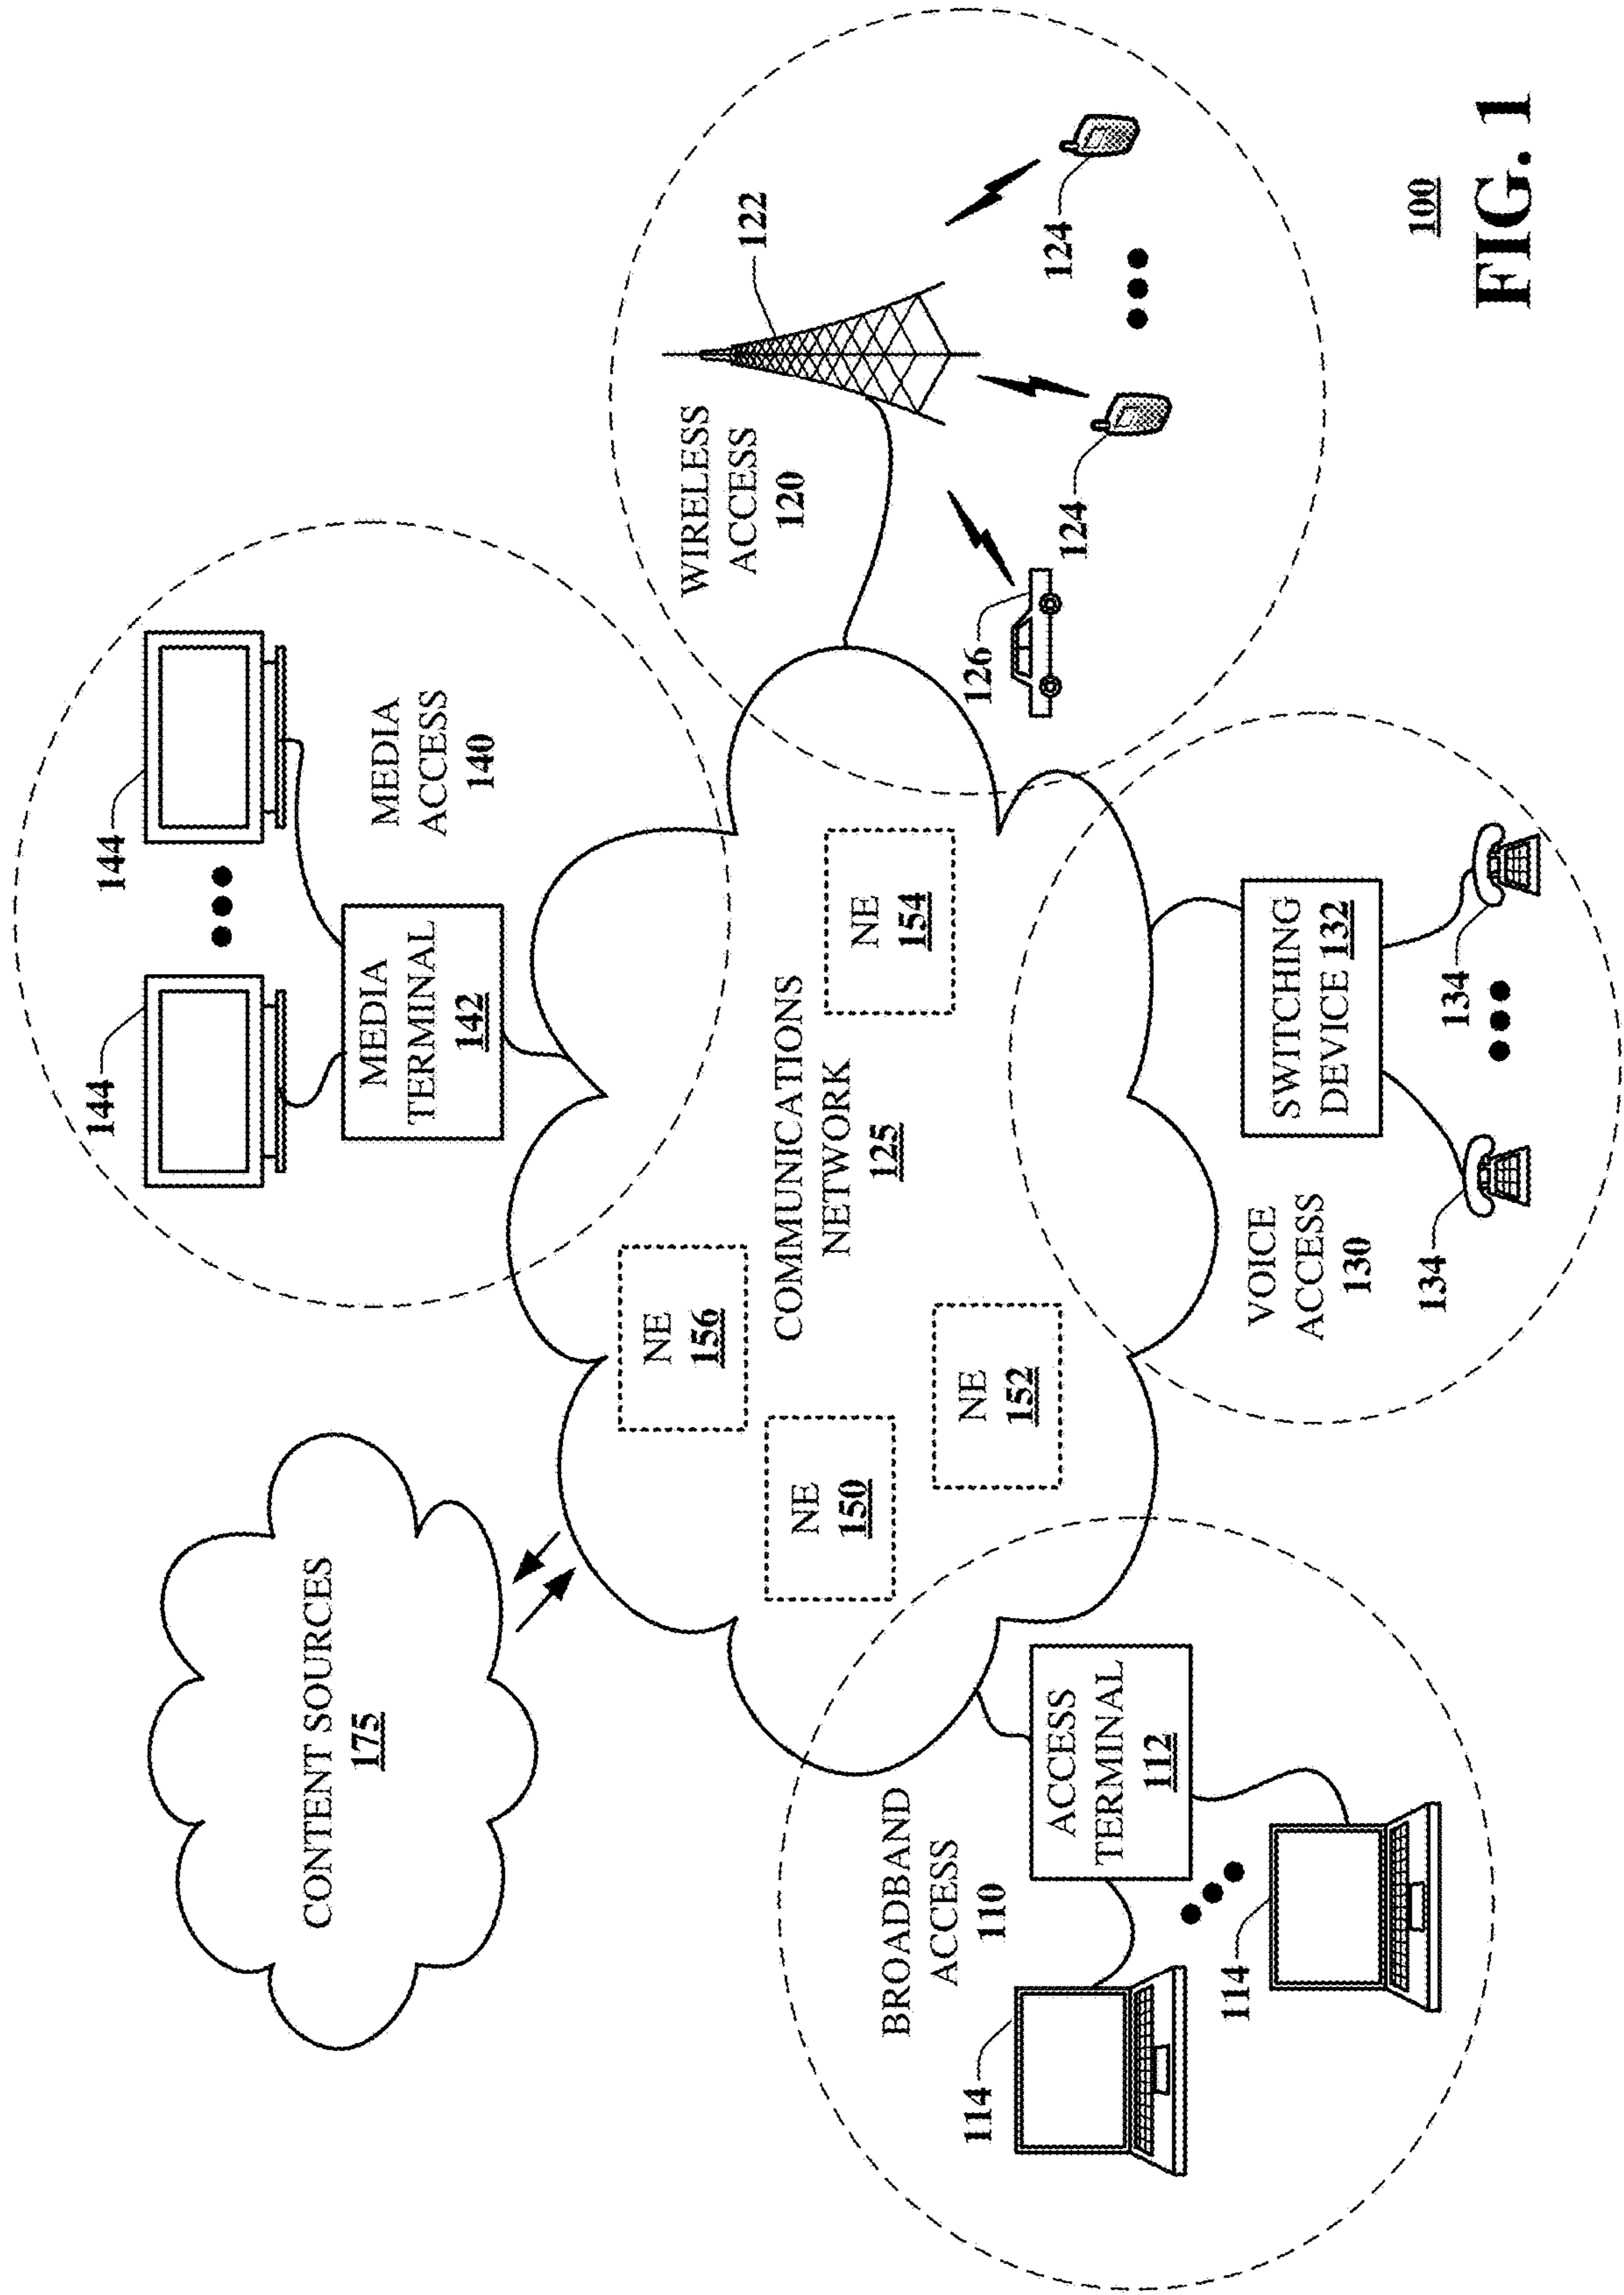 CONTENT SOURCES
175
144
144
MEDIA
TERMINAL
142
MEDIA
ACCESS
140
NE
156
NE
150
COMMUNICATIONS
NETWORK
125
NE
154
NE
152
WIRELESS
ACCESS
120
122
126
124
124
BROADBAND
ACCESS
110
ACCESS
TERMINAL
112
114
114
VOICE
ACCESS
130
SWITCHING
DEVICE 132
134
134
100
FIG. 1